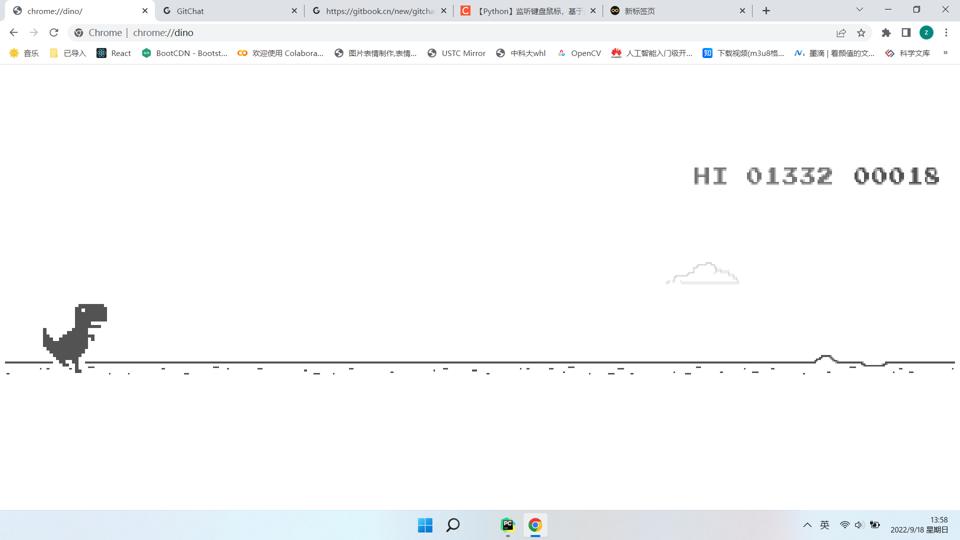 chrome://dino/
GitChat
https://gitbook.cn/new/gitcha
【Python】监听键盘鼠标，基于
新标签页
Chrome | chrome://dino
z
音乐
已导入
React
BootCDN - Bootst...
欢迎使用 Colabora...
图片表情制作,表情...
USTC Mirror
中科大whl
OpenCV
人工智能入门级开...
下载视频(m3u8格...
墨滴 | 看颜值的文...
科学文库
HI 01332 00018
英
13:58
2022/9/18 星期日